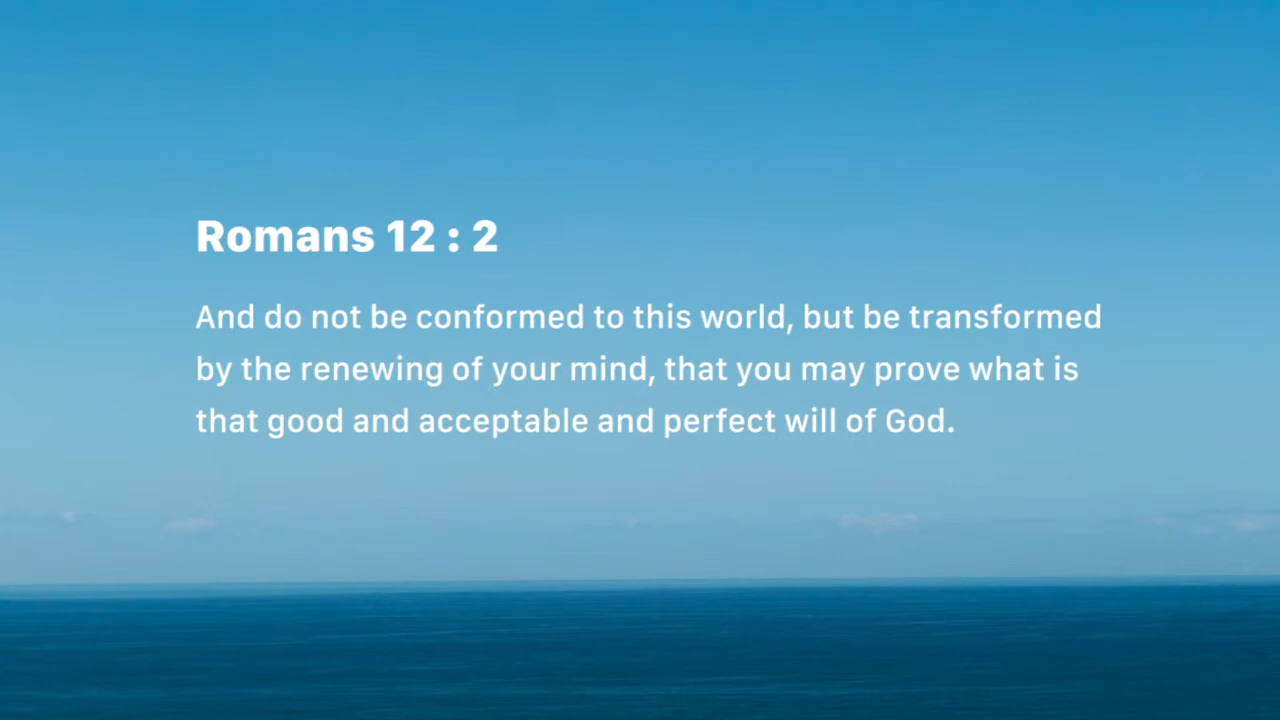 Romans 12 : 2
And do not be conformed to this world, but be transformed
by the renewing of your mind, that you may prove what is
that good and acceptable and perfect will of God.